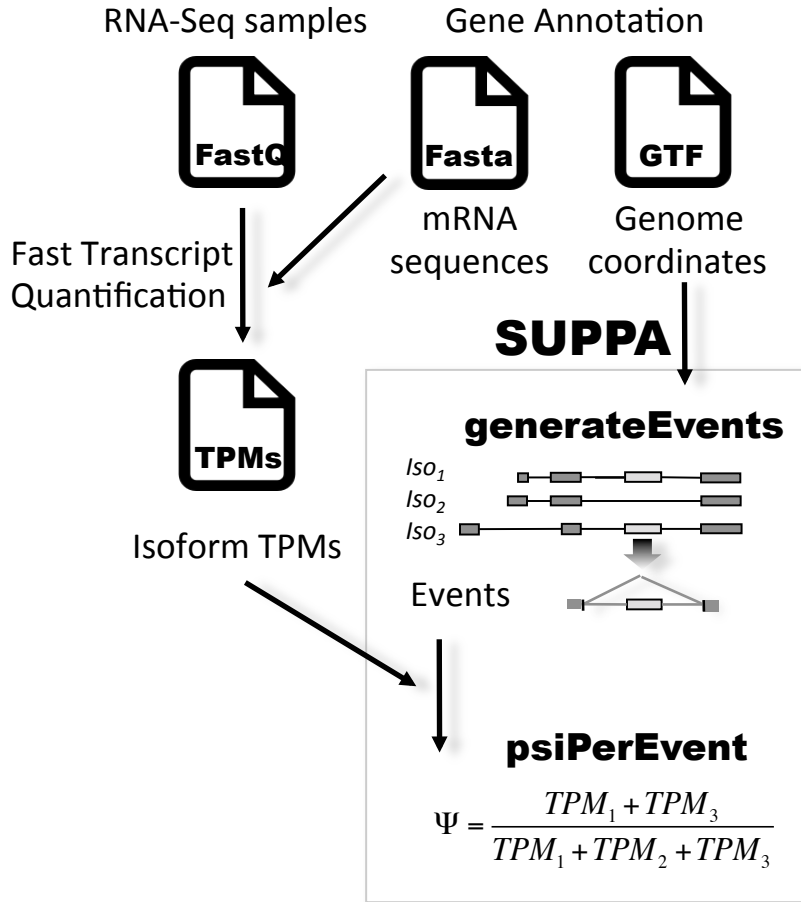 RNA-Seq samples
Gene Annotation
FastQ
Fasta
GTF
mRNA
sequences
Genome
coordinates
Fast Transcript
Quantification
SUPPA
TPMs
generateEvents
Iso₁
Iso₂
Iso₃
Isoform TPMs
Events
psiPerEvent
Ψ = (TPM₁ + TPM₃) / (TPM₁ + TPM₂ + TPM₃)